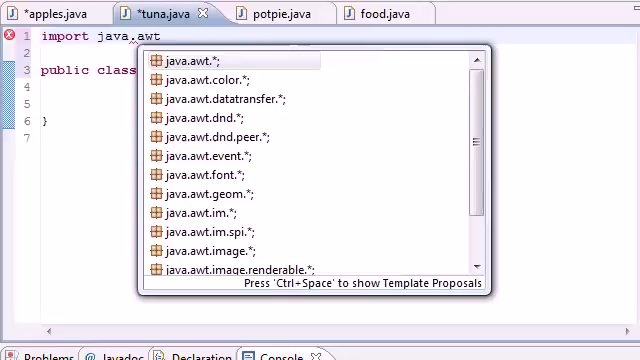 *apples.java *tuna.java potpie.java food.java
1 import java.awt
2
3 public class
4
5
6 }
7
java.awt.*;
java.awt.color.*;
java.awt.datatransfer.*;
java.awt.dnd.*;
java.awt.dnd.peer.*;
java.awt.event.*;
java.awt.font.*;
java.awt.geom.*;
java.awt.im.*;
java.awt.im.spi.*;
java.awt.image.*;
java.awt.image.renderable.*;
Press 'Ctrl+Space' to show Template Proposals
Problems @ Javadoc Declaration Console